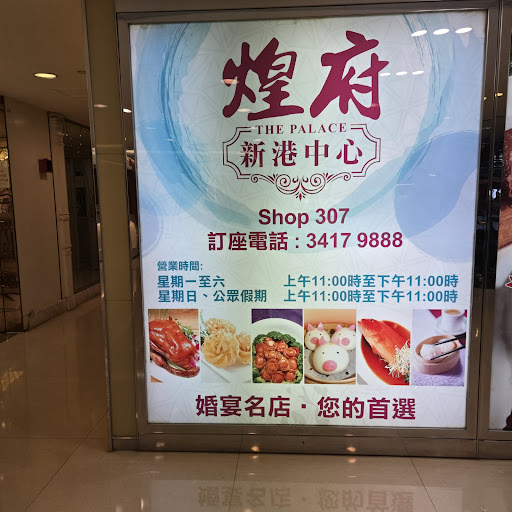 煌府
THE PALACE
新港中心
Shop 307
訂座電話 : 3417 9888
營業時間:
星期一至六 上午11:00時至下午11:00時
星期日、公眾假期 上午11:00時至下午11:00時
婚宴名店・您的首選